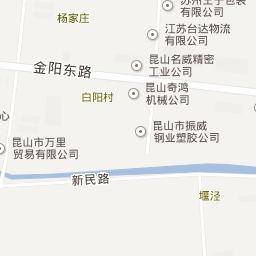 苏州生宇包装
有限公司
杨家庄
江苏台达物流
有限公司
金阳东路
昆山名威精密
工业公司
昆山奇鸿
机械公司
白阳村
昆山市振威
钢业塑胶公司
心
昆山市万里
贸易有限公司
新民路
堰泾